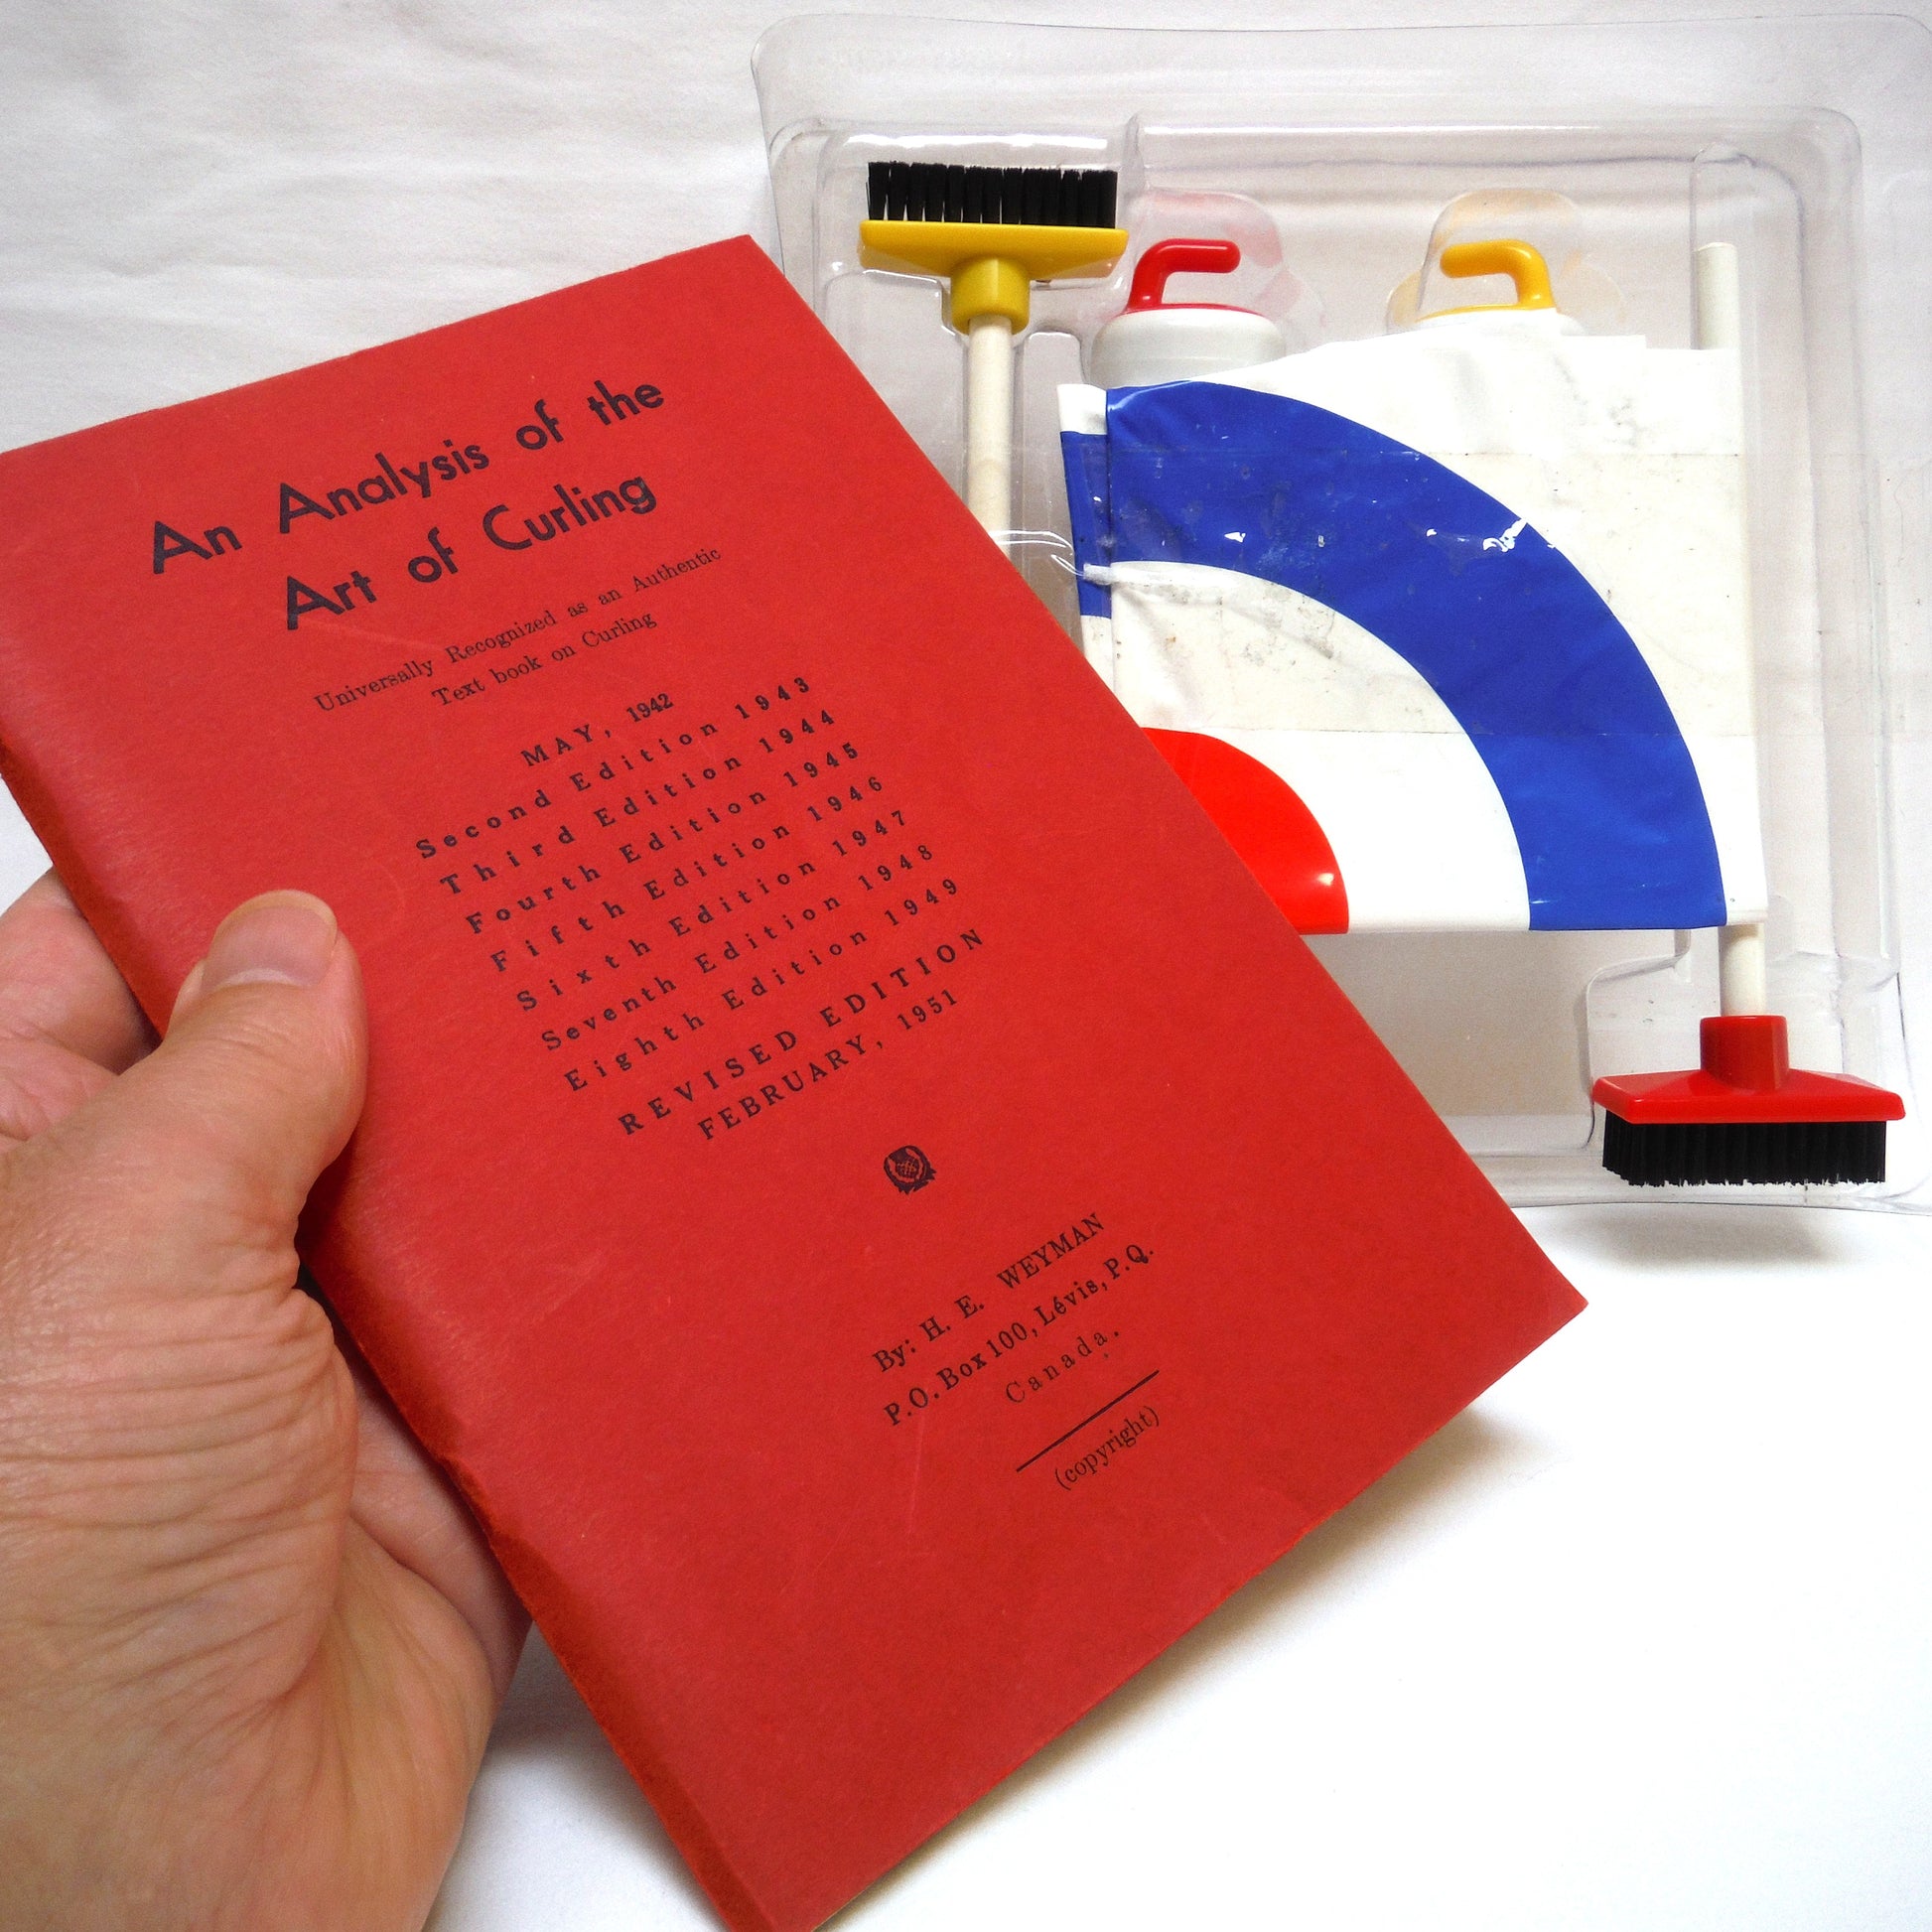 An Analysis of the
Art of Curling
Universally Recognized as an Authentic
Text book on Curling
MAY, 1942
Second Edition 1943
Third Edition 1944
Fourth Edition 1945
Fifth Edition 1946
Sixth Edition 1947
Seventh Edition 1948
Eighth Edition 1949
REVISED EDITION
FEBRUARY, 1951
By: H. E. WEYMAN
P.O. Box 100, Lévis, P.Q.
Canada.
(copyright)